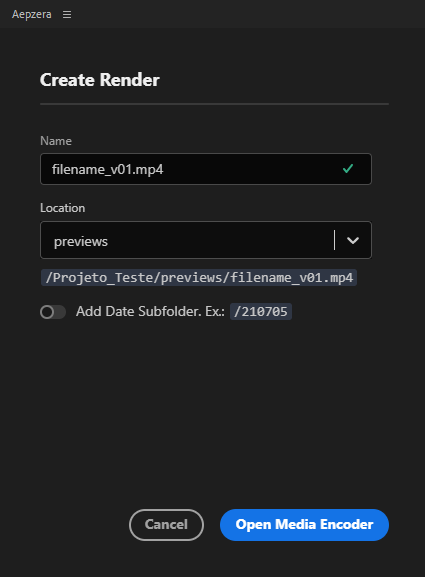 Aepzera
Create Render
Name
filename_v01.mp4
Location
previews
/Projeto_Teste/previews/filename_v01.mp4
Add Date Subfolder. Ex.: /210705
Cancel
Open Media Encoder